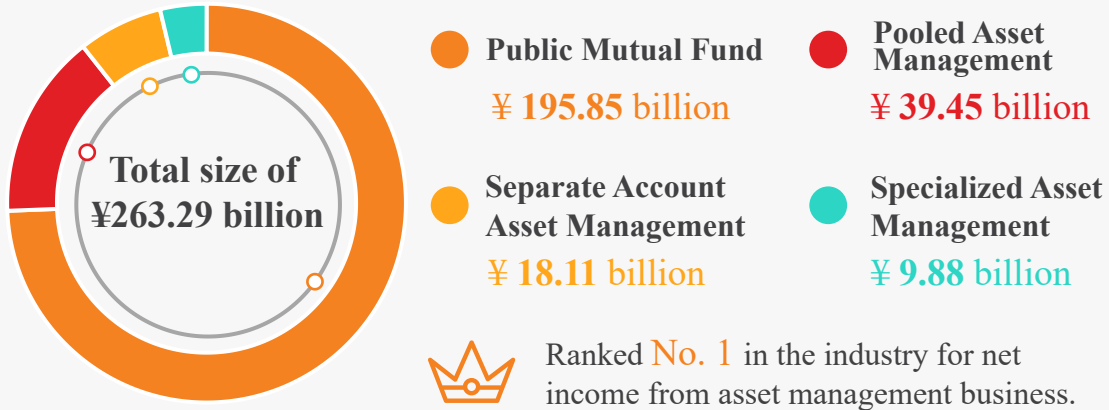 Total size of
¥263.29 billion
Public Mutual Fund
¥ 195.85 billion
Pooled Asset
Management
¥ 39.45 billion
Separate Account
Asset Management
¥ 18.11 billion
Specialized Asset
Management
¥ 9.88 billion
Ranked No. 1 in the industry for net
income from asset management business.